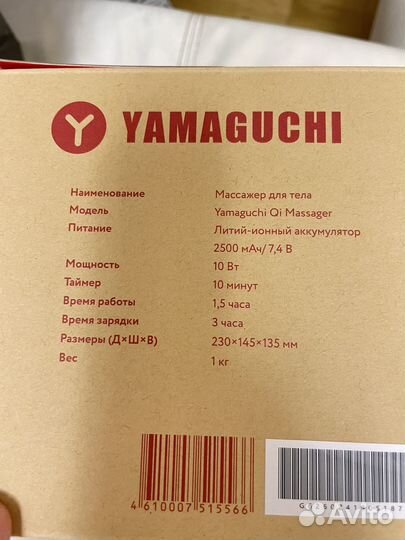 Y YAMAGUCHI
Наименование Массажер для тела
Модель Yamaguchi Qi Massager
Питание Литий-ионный аккумулятор
2500 мАч/ 7,4 В
Мощность 10 Вт
Таймер 10 минут
Время работы 1,5 часа
Время зарядки 3 часа
Размеры (Д×Ш×В) 230×145×135 мм
Вес 1 кг
4 610007 515566
Avito